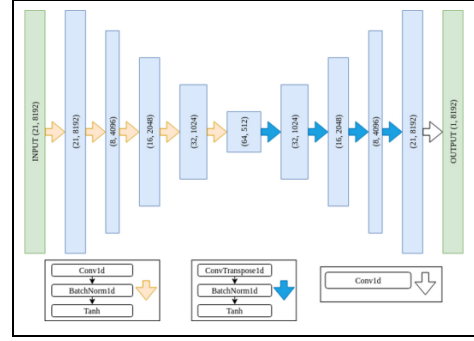 INPUT (21, 8192)
(21, 8192)
(8, 4096)
(16, 2048)
(32, 1024)
(64, 512)
(32, 1024)
(16, 2048)
(8, 4096)
(21, 8192)
OUTPUT (1, 8192)
Conv1d
BatchNorm1d
Tanh
ConvTranspose1d
BatchNorm1d
Tanh
Conv1d